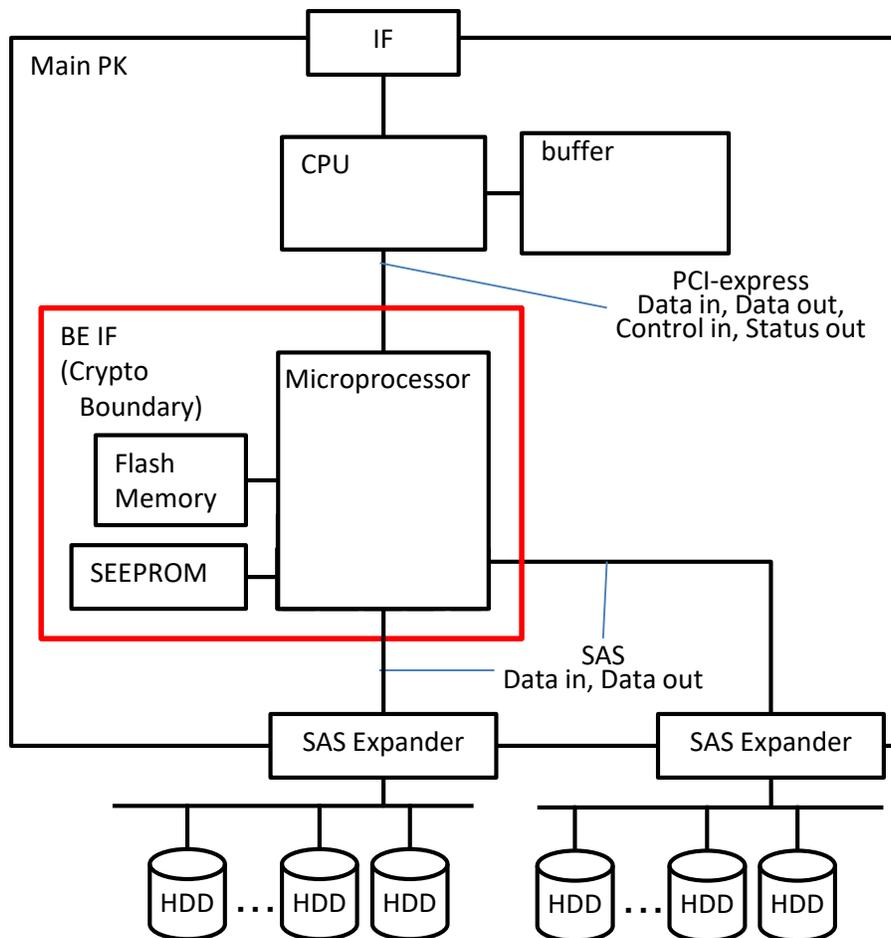 IF
Main PK
CPU
buffer
PCI-express
Data in, Data out,
Control in, Status out
BE IF
(Crypto
Boundary)
Microprocessor
Flash
Memory
SEEPROM
SAS
Data in, Data out
SAS Expander
SAS Expander
HDD ... HDD HDD
HDD ... HDD HDD